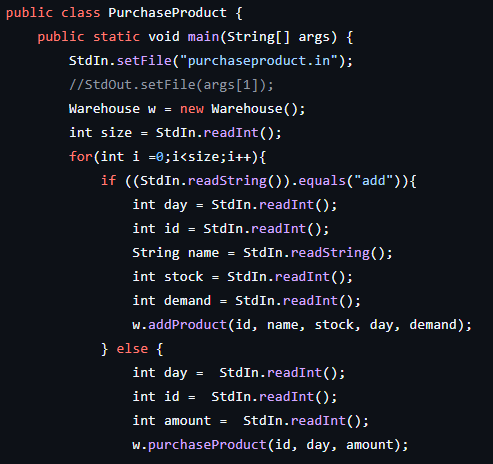 public class PurchaseProduct {
    public static void main(String[] args) {
        StdIn.setFile("purchaseproduct.in");
        //StdOut.setFile(args[1]);
        Warehouse w = new Warehouse();
        int size = StdIn.readInt();
        for(int i =0;i<size;i++){
            if ((StdIn.readString()).equals("add")){
                int day = StdIn.readInt();
                int id = StdIn.readInt();
                String name = StdIn.readString();
                int stock = StdIn.readInt();
                int demand = StdIn.readInt();
                w.addProduct(id, name, stock, day, demand);
            } else {
                int day =  StdIn.readInt();
                int id =  StdIn.readInt();
                int amount =  StdIn.readInt();
                w.purchaseProduct(id, day, amount);